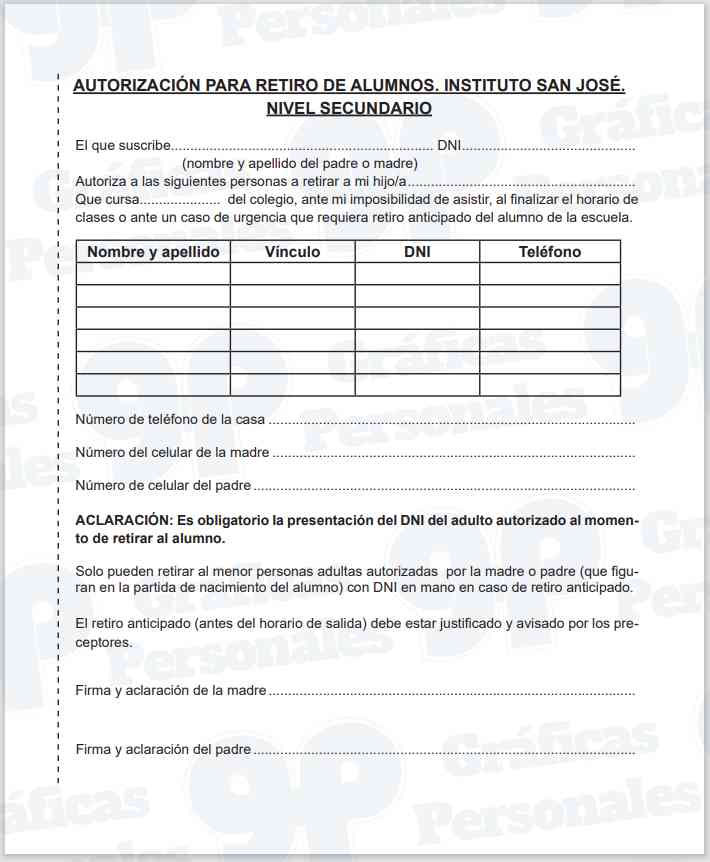 AUTORIZACIÓN PARA RETIRO DE ALUMNOS. INSTITUTO SAN JOSÉ.
NIVEL SECUNDARIO
El que suscribe.................................................................... DNI.............................................
(nombre y apellido del padre o madre)
Autoriza a las siguientes personas a retirar a mi hijo/a...........................................................
Que cursa..................... del colegio, ante mi imposibilidad de asistir, al finalizar el horario de
clases o ante un caso de urgencia que requiera retiro anticipado del alumno de la escuela.
Nombre y apellido Vínculo DNI Teléfono
Número de teléfono de la casa ...............................................................................................
Número del celular de la madre ..............................................................................................
Número de celular del padre ...................................................................................................
ACLARACIÓN: Es obligatorio la presentación del DNI del adulto autorizado al momen-
to de retirar al alumno.
Solo pueden retirar al menor personas adultas autorizadas por la madre o padre (que figu-
ran en la partida de nacimiento del alumno) con DNI en mano en caso de retiro anticipado.
El retiro anticipado (antes del horario de salida) debe estar justificado y avisado por los pre-
ceptores.
Firma y aclaración de la madre ...............................................................................................
Firma y aclaración del padre ...................................................................................................
gp Gráficas
Personales